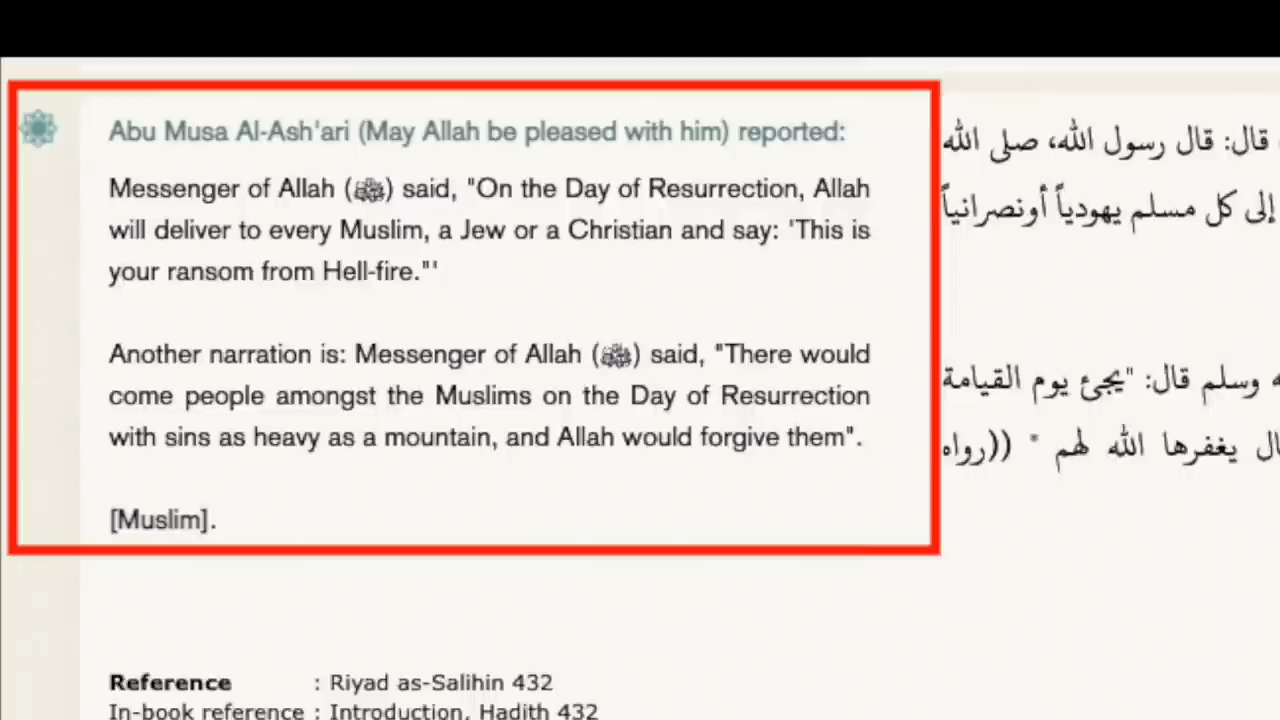 Abu Musa Al-Ash'ari (May Allah be pleased with him) reported:
Messenger of Allah (ﷺ) said, "On the Day of Resurrection, Allah
will deliver to every Muslim, a Jew or a Christian and say: 'This is
your ransom from Hell-fire."'
Another narration is: Messenger of Allah (ﷺ) said, "There would
come people amongst the Muslims on the Day of Resurrection
with sins as heavy as a mountain, and Allah would forgive them".
[Muslim].
قال: قال رسول الله، صلى الله
إلى كل مسلم يهودياً أونصرانياً
وسلم قال: "يجئ يوم القيامة
يغفرها الله لهم " ((رواه
Reference : Riyad as-Salihin 432
In-book reference : Introduction, Hadith 432